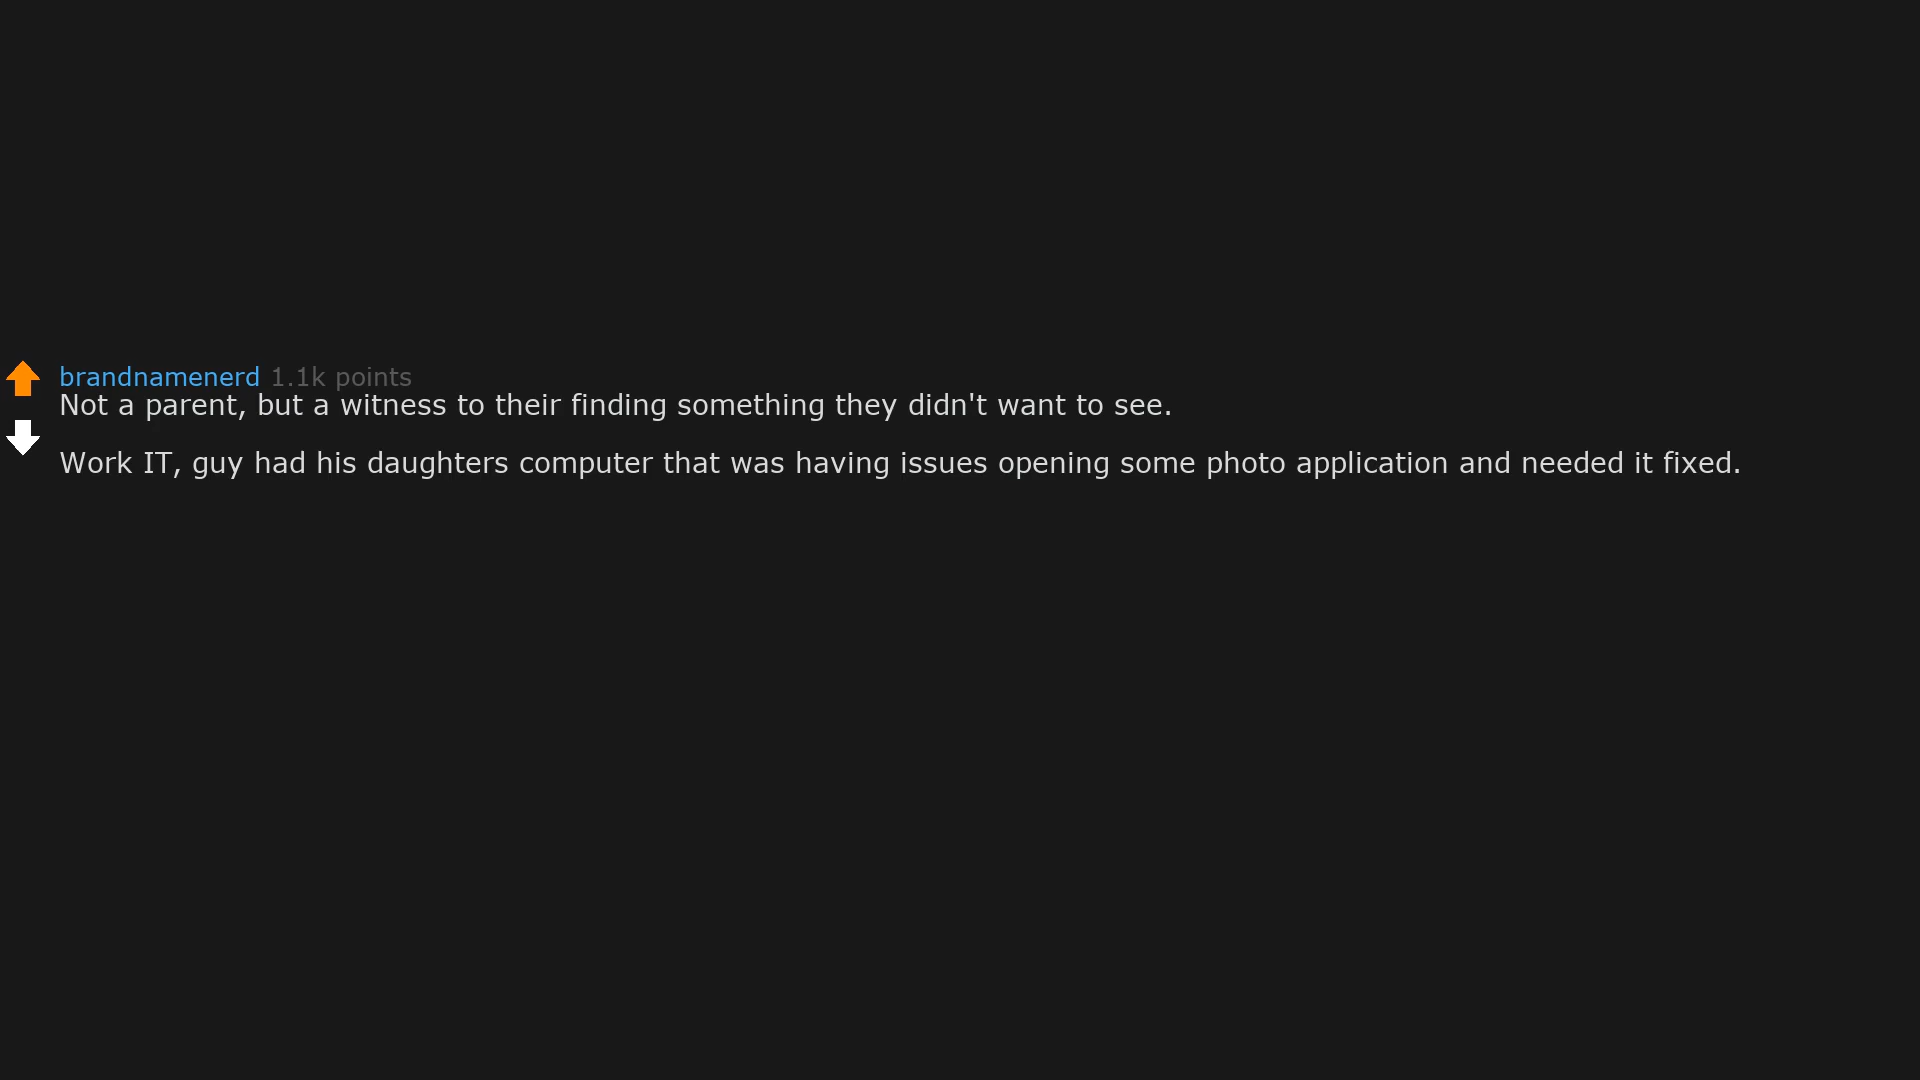 brandnamenerd 1.1k points
Not a parent, but a witness to their finding something they didn't want to see.
Work IT, guy had his daughters computer that was having issues opening some photo application and needed it fixed.